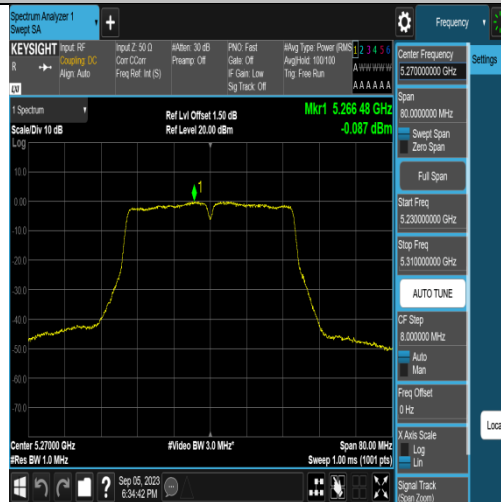 Spectrum Analyzer 1
Swept SA
+
Frequency
KEYSIGHT
R
Input: RF
Coupling: DC
Align: Auto
Input Z: 50 Ω
Corr CCorr
Freq Ref: Int (S)
#Atten: 30 dB
Preamp: Off
PNO: Fast
Gate: Off
IF Gain: Low
Sig Track: Off
#Avg Type: Power (RMS
Avg|Hold: 100/100
Trig: Free Run
1 2 3 4 5 6
A W W W W W
A A A A A A
LXI
1 Spectrum
Scale/Div 10 dB
Log
Ref Lvl Offset 1.50 dB
Ref Level 20.00 dBm
Mkr1 5.266 48 GHz
-0.087 dBm
10.0
0.00
-10.0
-20.0
-30.0
-40.0
-50.0
-60.0
-70.0
1
Center 5.27000 GHz
#Res BW 1.0 MHz
#Video BW 3.0 MHz*
Span 80.00 MHz
Sweep 1.00 ms (1001 pts)
Sep 05, 2023
6:34:42 PM
?
Center Frequency
5.270000000 GHz
Settings
Span
80.0000000 MHz
Swept Span
Zero Span
Full Span
Start Freq
5.230000000 GHz
Stop Freq
5.310000000 GHz
AUTO TUNE
CF Step
8.000000 MHz
Auto
Man
Freq Offset
0 Hz
X Axis Scale
Log
Lin
Loca
Signal Track
(Span Zoom)